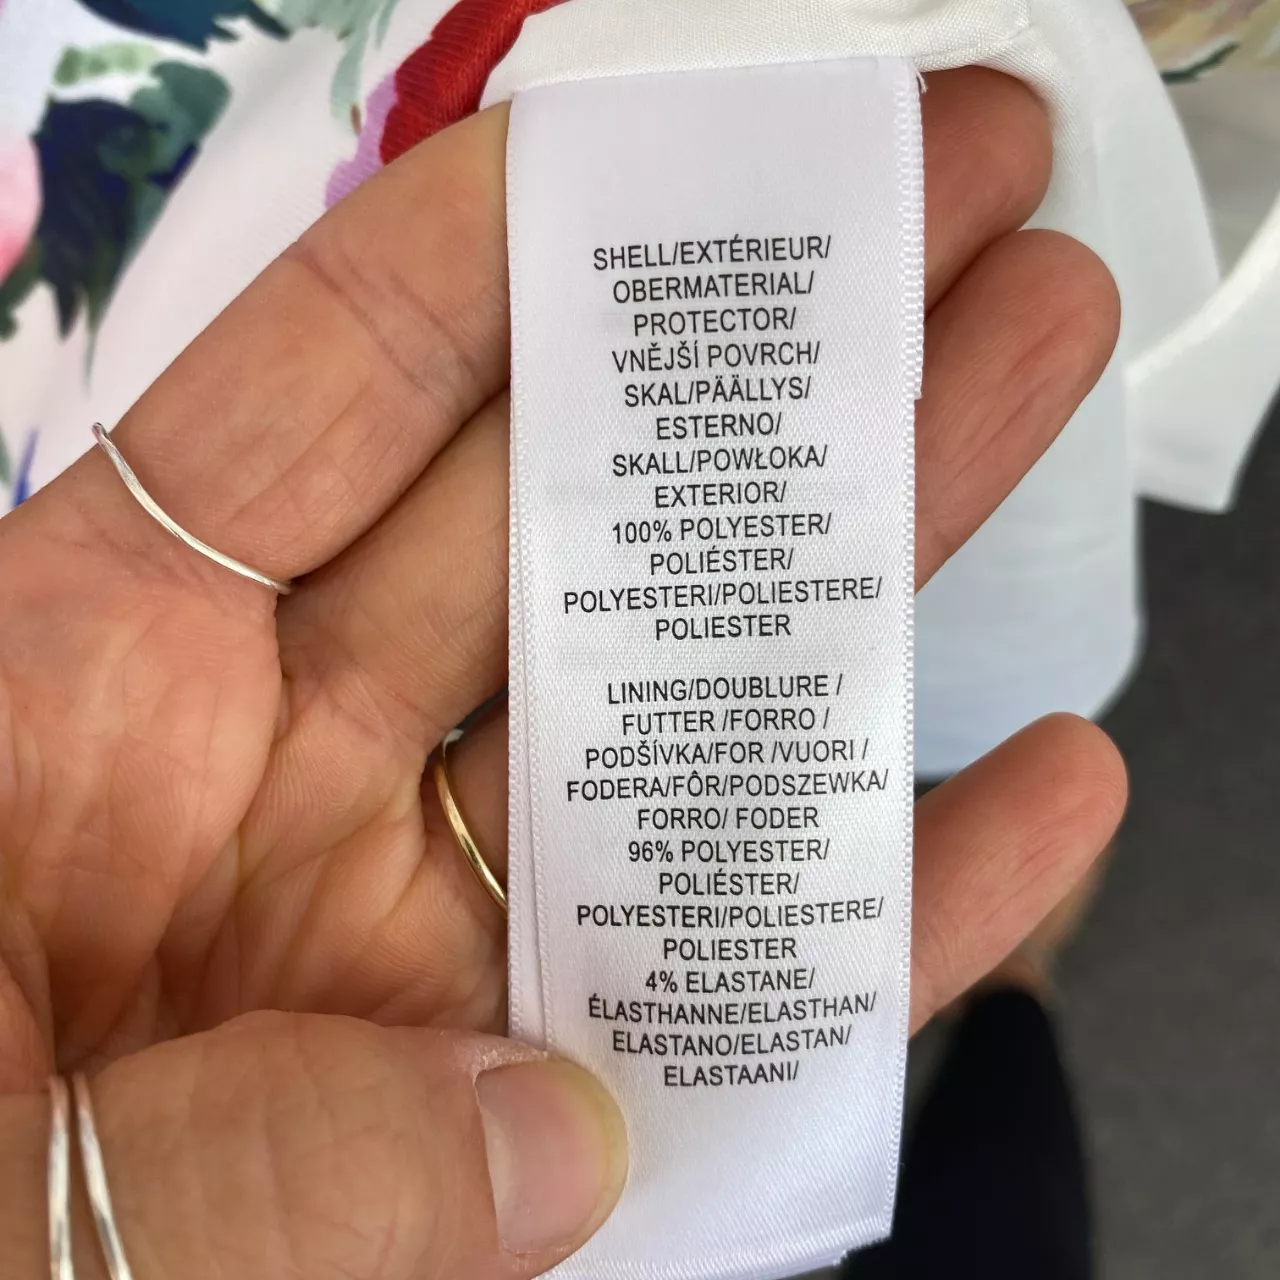 SHELL/EXTÉRIEUR/
OBERMATERIAL/
PROTECTOR/
VNĚJŠÍ POVRCH/
SKAL/PÄÄLLYS/
ESTERNO/
SKALL/POWŁOKA/
EXTERIOR/
100% POLYESTER/
POLIÉSTER/
POLYESTERI/POLIESTERE/
POLIESTER
LINING/DOUBLURE /
FUTTER /FORRO /
PODŠÍVKA/FOR /VUORI /
FODERA/FÔR/PODSZEWKA/
FORRO/ FODER
96% POLYESTER/
POLIÉSTER/
POLYESTERI/POLIESTERE/
POLIESTER
4% ELASTANE/
ÉLASTHANNE/ELASTHAN/
ELASTANO/ELASTAN/
ELASTAANI/